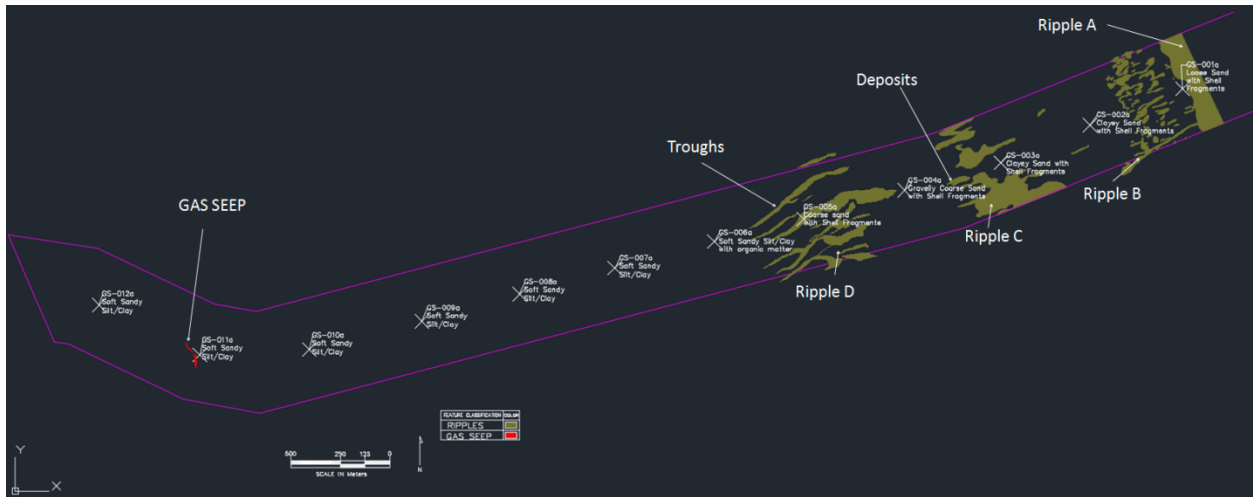 Ripple A
GS-001a
Loose Sand
with Shell
Fragments
Deposits
GS-002a
Clayey Sand
with Shell Fragments
Troughs
GS-003a
Clayey Sand with
Shell Fragments
Ripple B
GS-004a
Gravelly Coarse Sand
with Shell Fragments
GAS SEEP
GS-005a
Coarse sand
with Shell Fragments
Ripple C
GS-006a
Soft Sandy Silt/Clay
with organic matter
GS-007a
Soft Sandy
Silt/Clay
Ripple D
GS-008a
Soft Sandy
Silt/Clay
GS-012a
Soft Sandy
Silt/Clay
GS-009a
Soft Sandy
Silt/Clay
GS-011a
Soft Sandy
Silt/Clay
GS-010a
Soft Sandy
Silt/Clay
FEATURE CLASSIFICATION COLOR
RIPPLES
GAS SEEP
Y
X
500 250 125 0
SCALE IN Meters
N